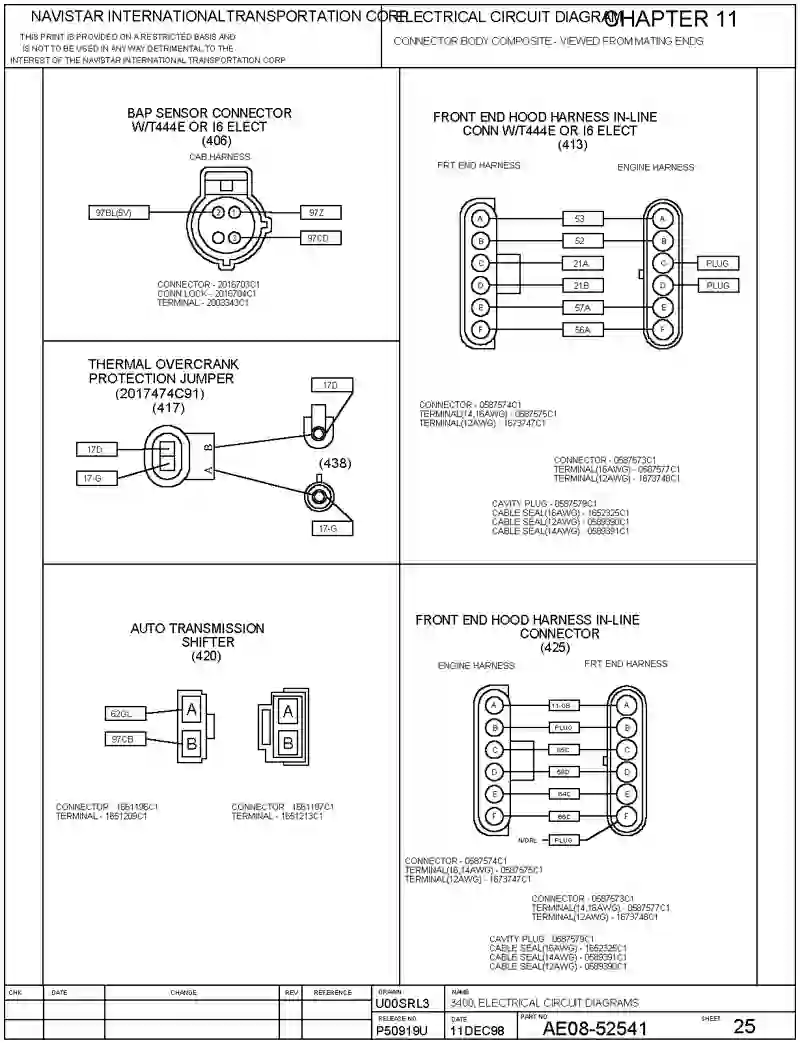 NAVISTAR INTERNATIONAL TRANSPORTATION CORP
ELECTRICAL CIRCUIT DIAGRAM
CHAPTER 11
THIS PRINT IS PROVIDED ON A RESTRICTED BASIS AND
IS NOT TO BE USED IN ANY WAY DETRIMENTAL TO THE
INTEREST OF THE NAVISTAR INTERNATIONAL TRANSPORTATION CORP
CONNECTOR BODY COMPOSITE - VIEWED FROM MATING ENDS
BAP SENSOR CONNECTOR
W/T444E OR I6 ELECT
(406)
CAB HARNESS
97BL(5V)
2
1
97Z
3
97CD
CONNECTOR - 2016703C1
CONN LOCK - 2016704C1
TERMINAL - 2003343C1
FRONT END HOOD HARNESS IN-LINE
CONN W/T444E OR I6 ELECT
(413)
FRT END HARNESS
ENGINE HARNESS
A 53 A
B 52 B
C 21A C PLUG
D 21B D PLUG
E 57A E
F 56A F
CONNECTOR - 0587574C1
TERMINAL(14,16AWG) - 0587575C1
TERMINAL(12AWG) - 1673747C1
CONNECTOR - 0587573C1
TERMINAL(16AWG) - 0587577C1
TERMINAL(12AWG) - 1673748C1
CAVITY PLUG - 0587579C1
CABLE SEAL(16AWG) - 1652325C1
CABLE SEAL(12AWG) - 0589390C1
CABLE SEAL(14AWG) - 0589391C1
THERMAL OVERCRANK
PROTECTION JUMPER
(2017474C91)
(417)
17D
17D
17-G
B
A
(438)
17-G
AUTO TRANSMISSION
SHIFTER
(420)
62GL
97CB
A
B
A
B
CONNECTOR 1661196C1
TERMINAL - 1651209C1
CONNECTOR 1661197C1
TERMINAL - 1651213C1
FRONT END HOOD HARNESS IN-LINE
CONNECTOR
(425)
ENGINE HARNESS
FRT END HARNESS
A 11-GB A
B PLUG B
C C
D D
E E
F F
N/DRL PLUG
CONNECTOR - 0587574C1
TERMINAL(16,14AWG) - 0587575C1
TERMINAL(12AWG) - 1673747C1
CONNECTOR - 0587573C1
TERMINAL(14,16AWG) - 0587577C1
TERMINAL(12AWG) - 1673748C1
CAVITY PLUG 0587579C1
CABLE SEAL(16AWG) - 1652325C1
CABLE SEAL(14AWG) - 0589391C1
CABLE SEAL(12AWG) - 0589390C1
CHK
DATE
CHANGE
REV
REFERENCE
DRAWN
U00SRL3
NAME
3400, ELECTRICAL CIRCUIT DIAGRAMS
RELEASE NO.
P50919U
DATE
11DEC98
PART NO.
AE08-52541
SHEET
25